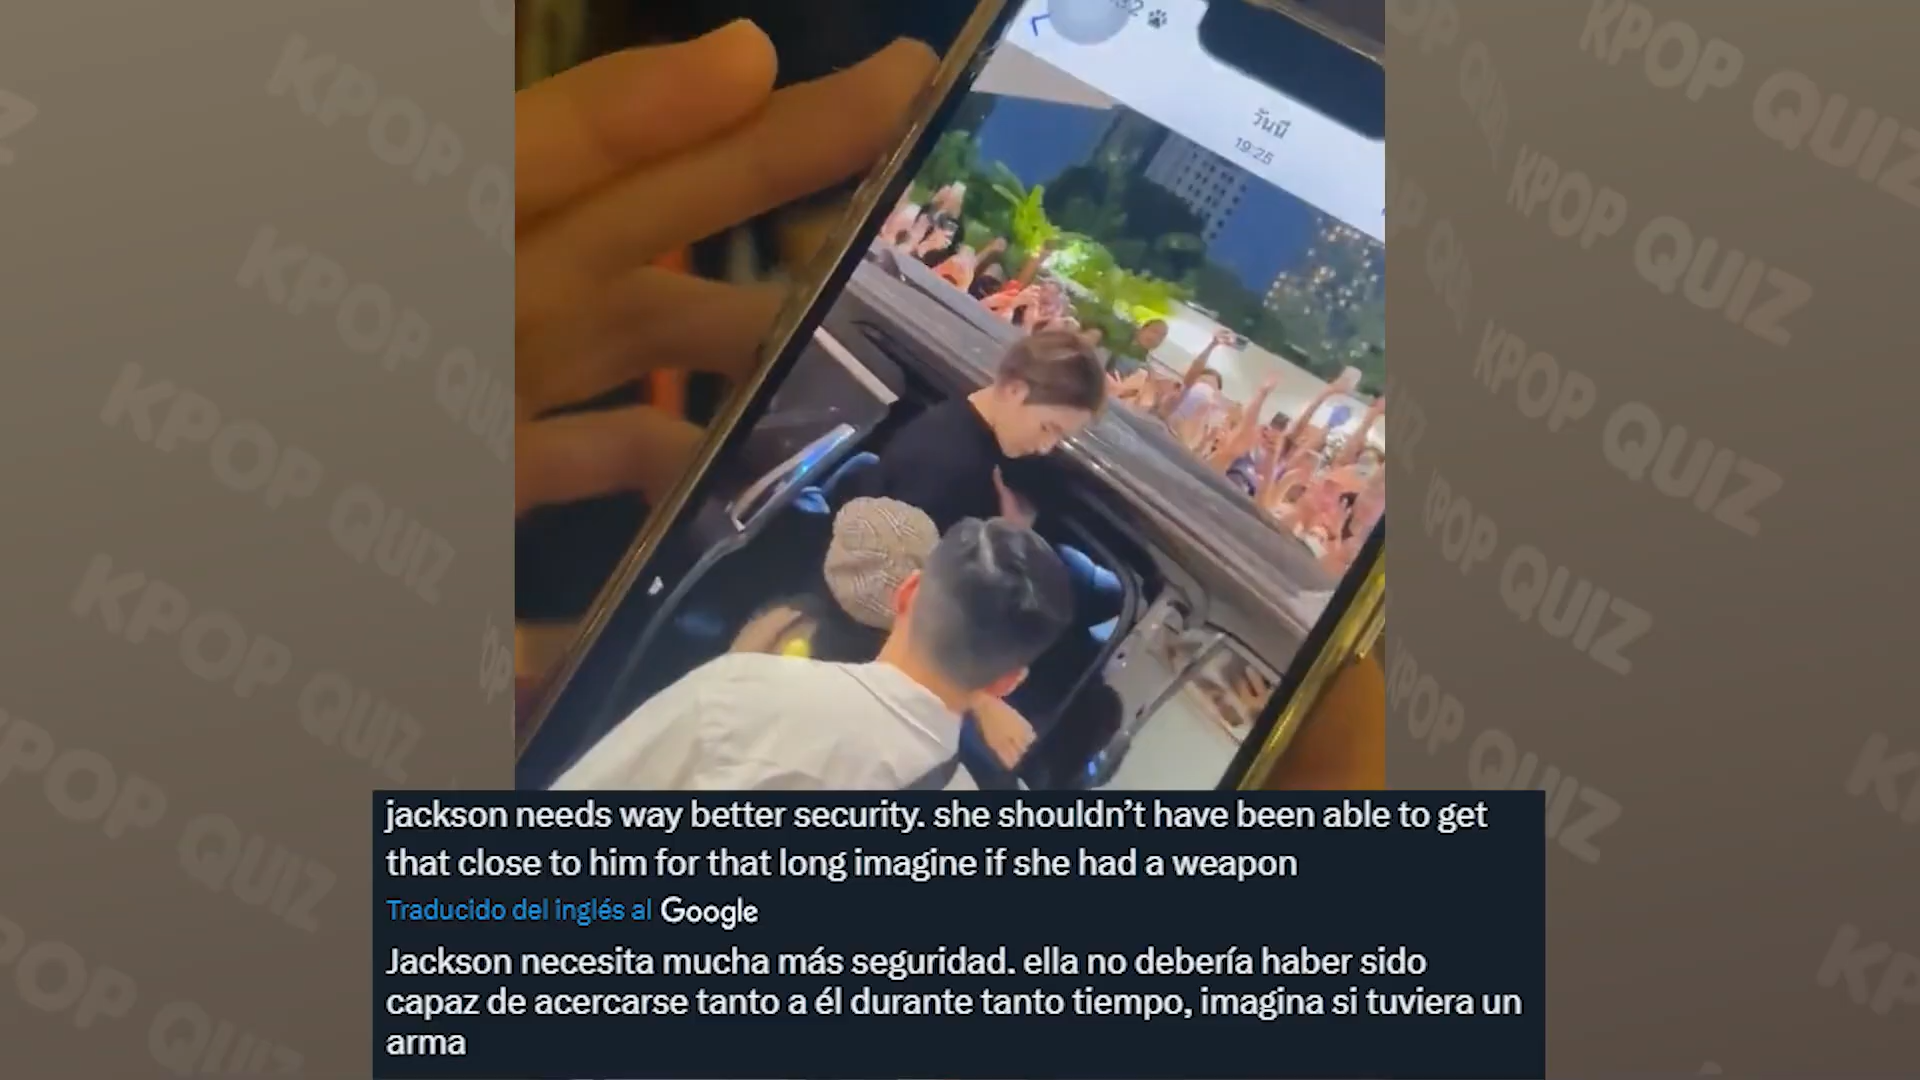 KPOP QUIZ
วันนี้
19:25
jackson needs way better security. she shouldn’t have been able to get
that close to him for that long imagine if she had a weapon
Traducido del inglés al Google
Jackson necesita mucha más seguridad. ella no debería haber sido
capaz de acercarse tanto a él durante tanto tiempo, imagina si tuviera un
arma